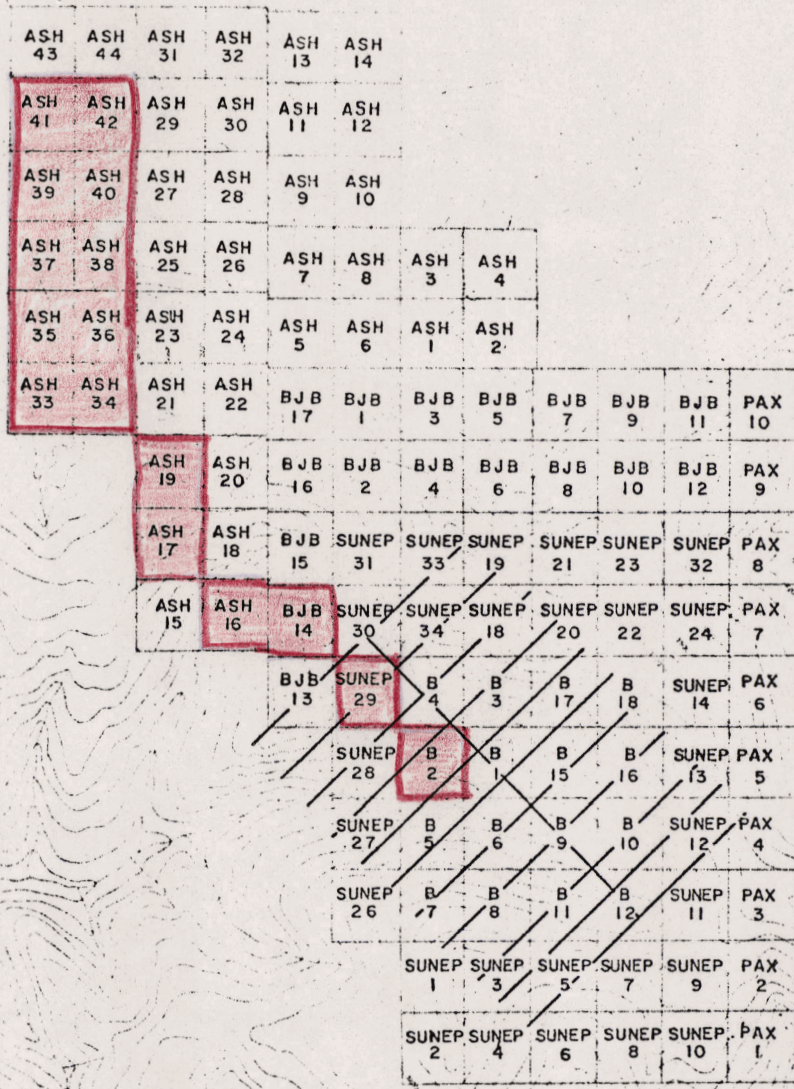 ASH ASH ASH ASH ASH ASH
43 44 31 32 13 14
ASH ASH ASH ASH ASH ASH
41 42 29 30 11 12
ASH ASH ASH ASH ASH ASH
39 40 27 28 9 10
ASH ASH ASH ASH ASH ASH ASH ASH
37 38 25 26 7 8 3 4
ASH ASH ASH ASH ASH ASH ASH ASH
35 36 23 24 5 6 1 2
ASH ASH ASH ASH BJB BJB BJB BJB BJB BJB BJB PAX
33 34 21 22 17 1 3 5 7 9 11 10
ASH ASH BJB BJB BJB BJB BJB BJB BJB PAX
19 20 16 2 4 6 8 10 12 9
ASH ASH BJB SUNEP SUNEP SUNEP SUNEP SUNEP SUNEP PAX
17 18 15 31 33 19 21 23 32 8
ASH ASH BJB SUNEP SUNEP SUNEP SUNEP SUNEP SUNEP PAX
15 16 14 30 34 18 20 22 24 7
BJB SUNEP B B B B SUNEP PAX
13 29 4 3 17 18 14 6
SUNEP B B B B SUNEP PAX
28 2 1 15 16 13 5
SUNEP B B B B SUNEP PAX
27 5 6 9 10 12 4
SUNEP B B B B SUNEP PAX
26 7 8 11 12 11 3
SUNEP SUNEP SUNEP SUNEP SUNEP PAX
1 3 5 7 9 2
SUNEP SUNEP SUNEP SUNEP SUNEP PAX
2 4 6 8 10 1